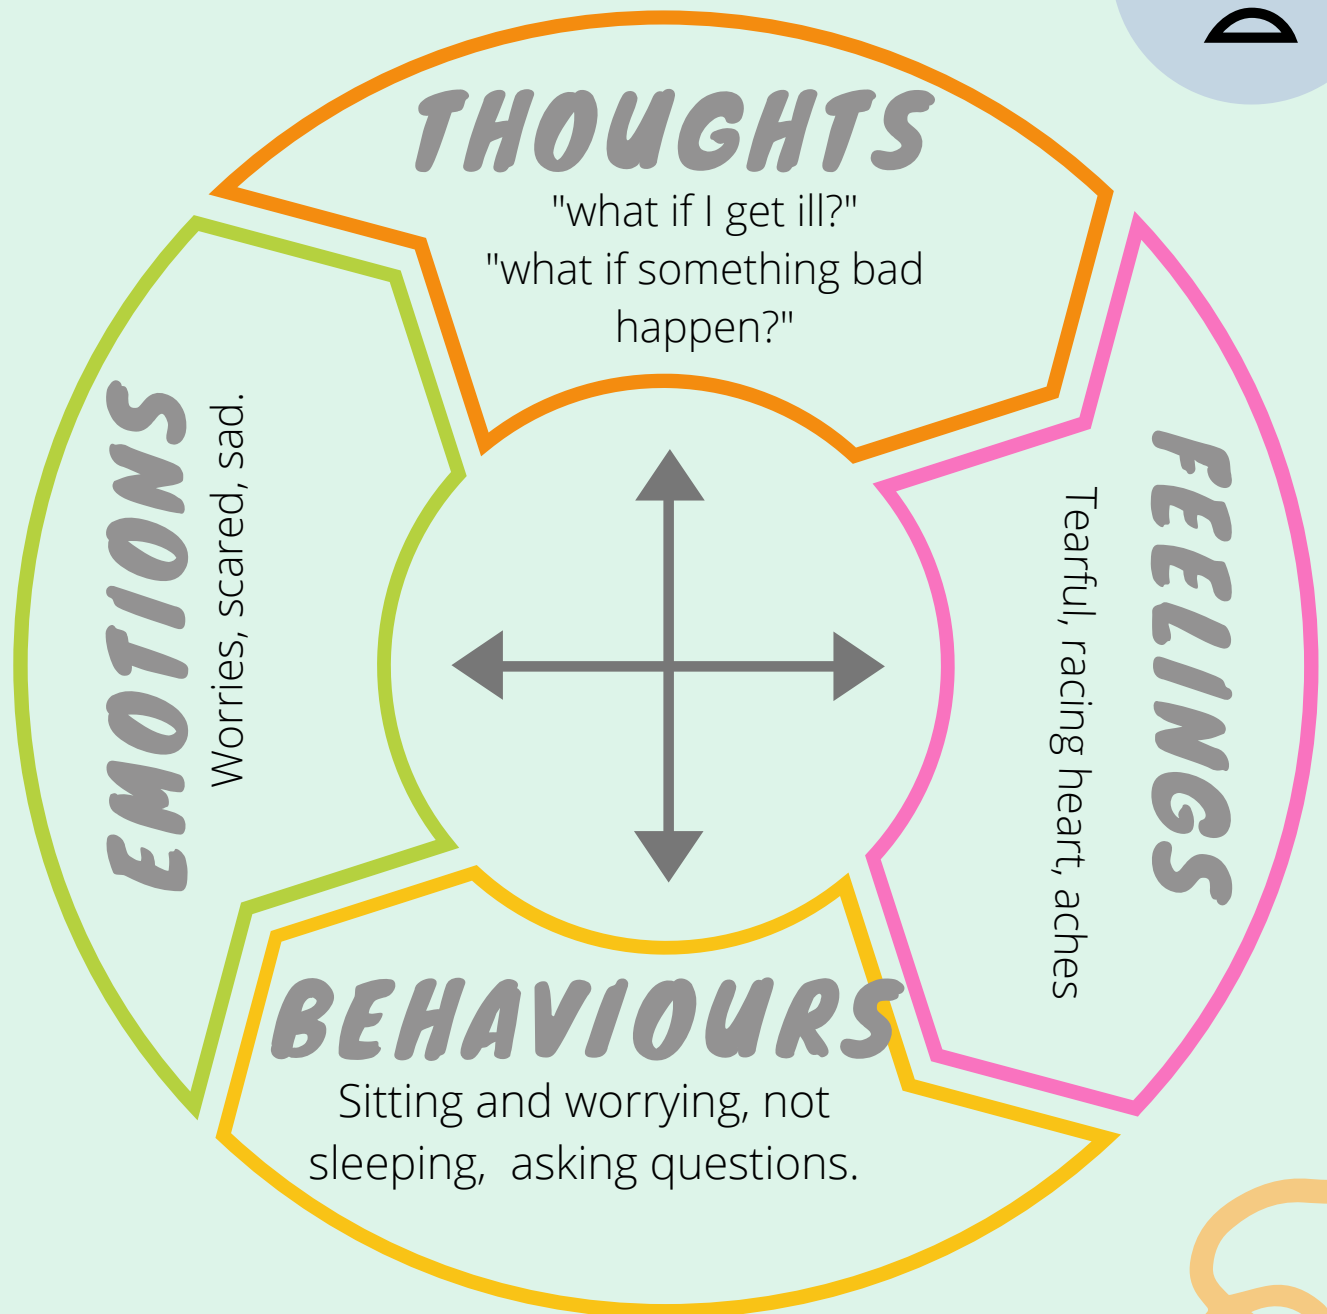 THOUGHTS
"what if I get ill?"
"what if something bad
happen?"
FEELINGS
Tearful, racing heart, aches
BEHAVIOURS
Sitting and worrying, not
sleeping,  asking questions.
EMOTIONS
Worries, scared, sad.